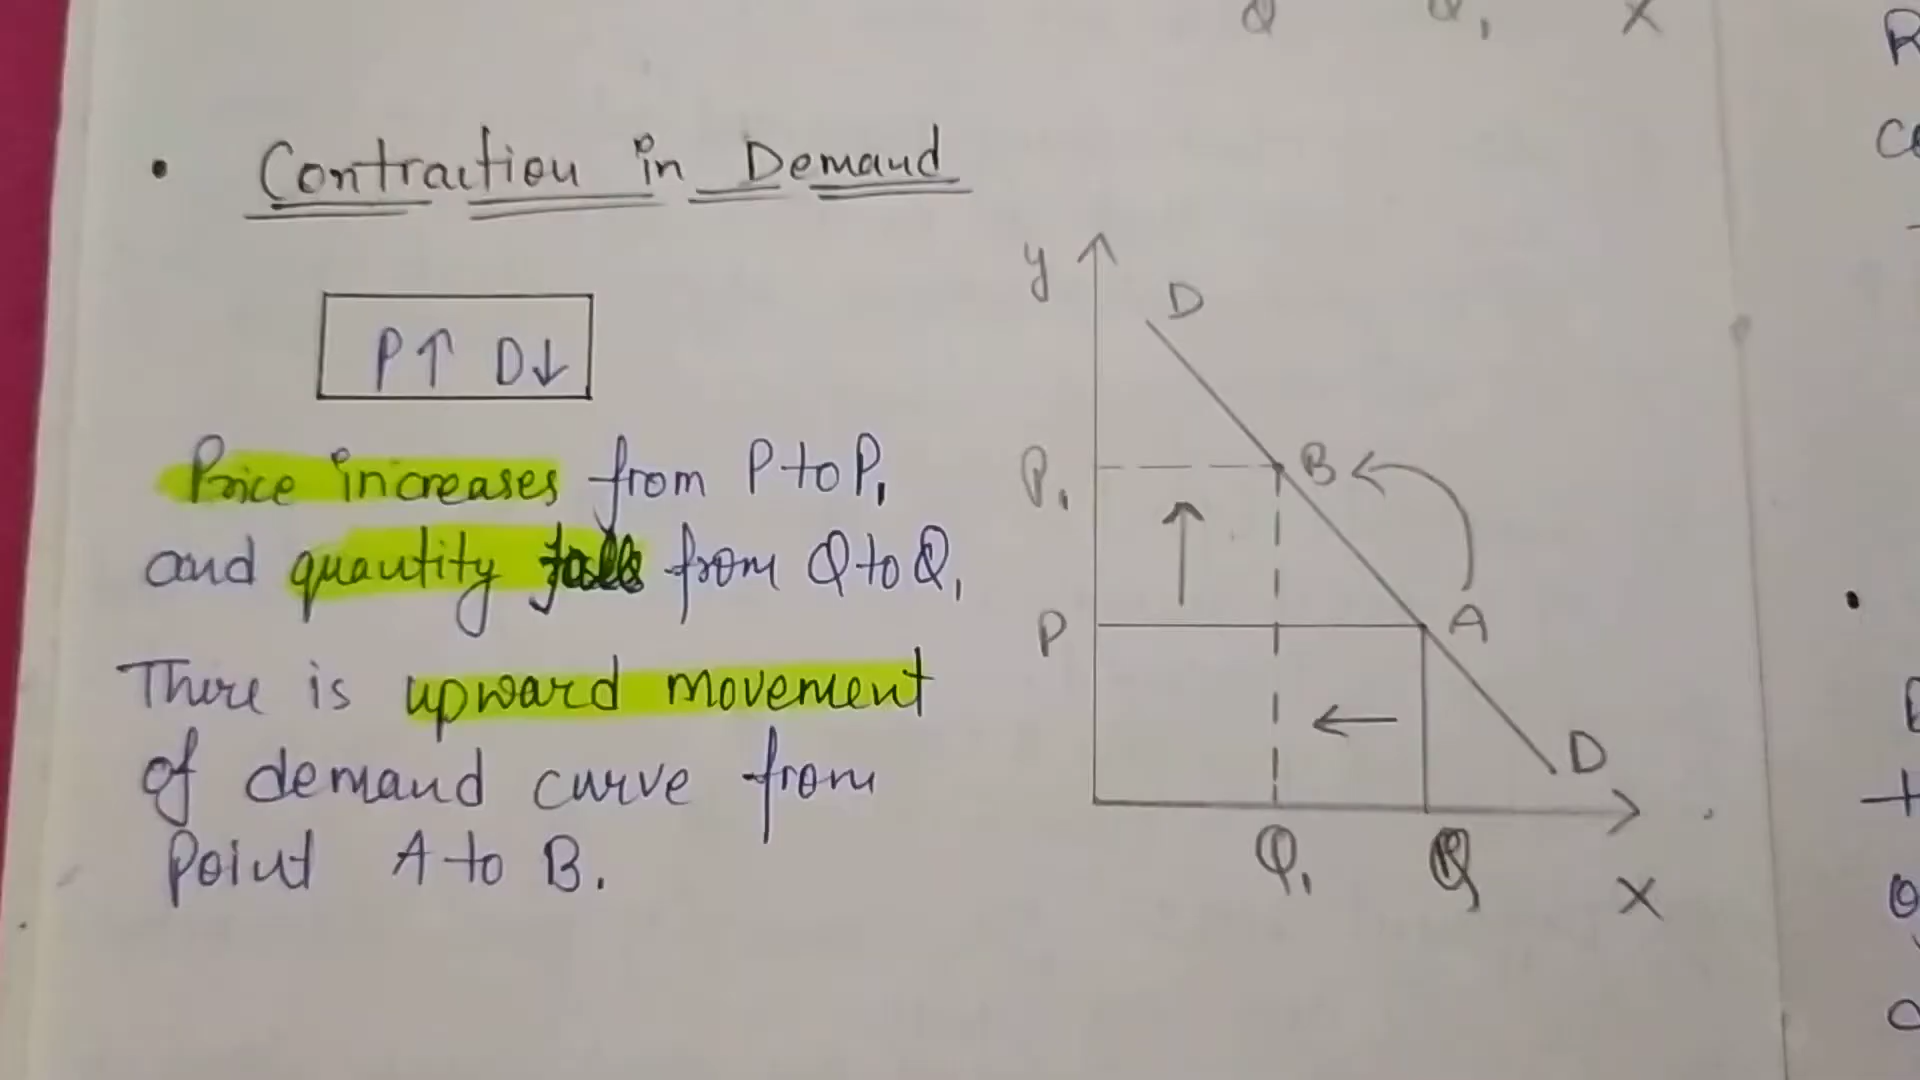 Q Q₁ X
• Contraction in Demand
P↑ D↓
Price increases from P to P₁
and quantity falls from Q to Q₁
There is upward movement
of demand curve from
Point A to B.
y
D
P₁ B
P A
D
Q₁ Q
X